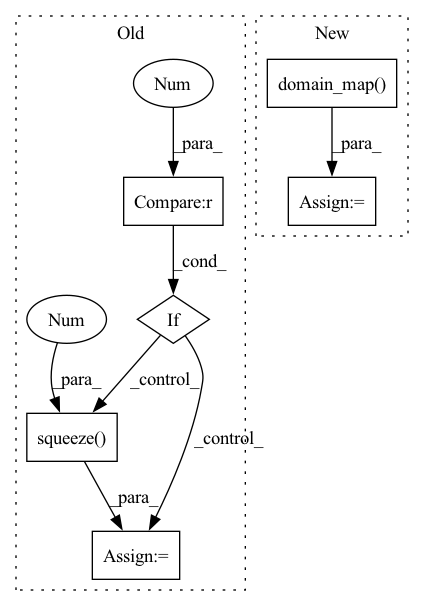 Old
New
Num
domain_map()
_para_
_para_
Compare:r
Assign:=
_cond_
Num
If
_para_
_control_
_control_
squeeze()
_para_
Assign:=